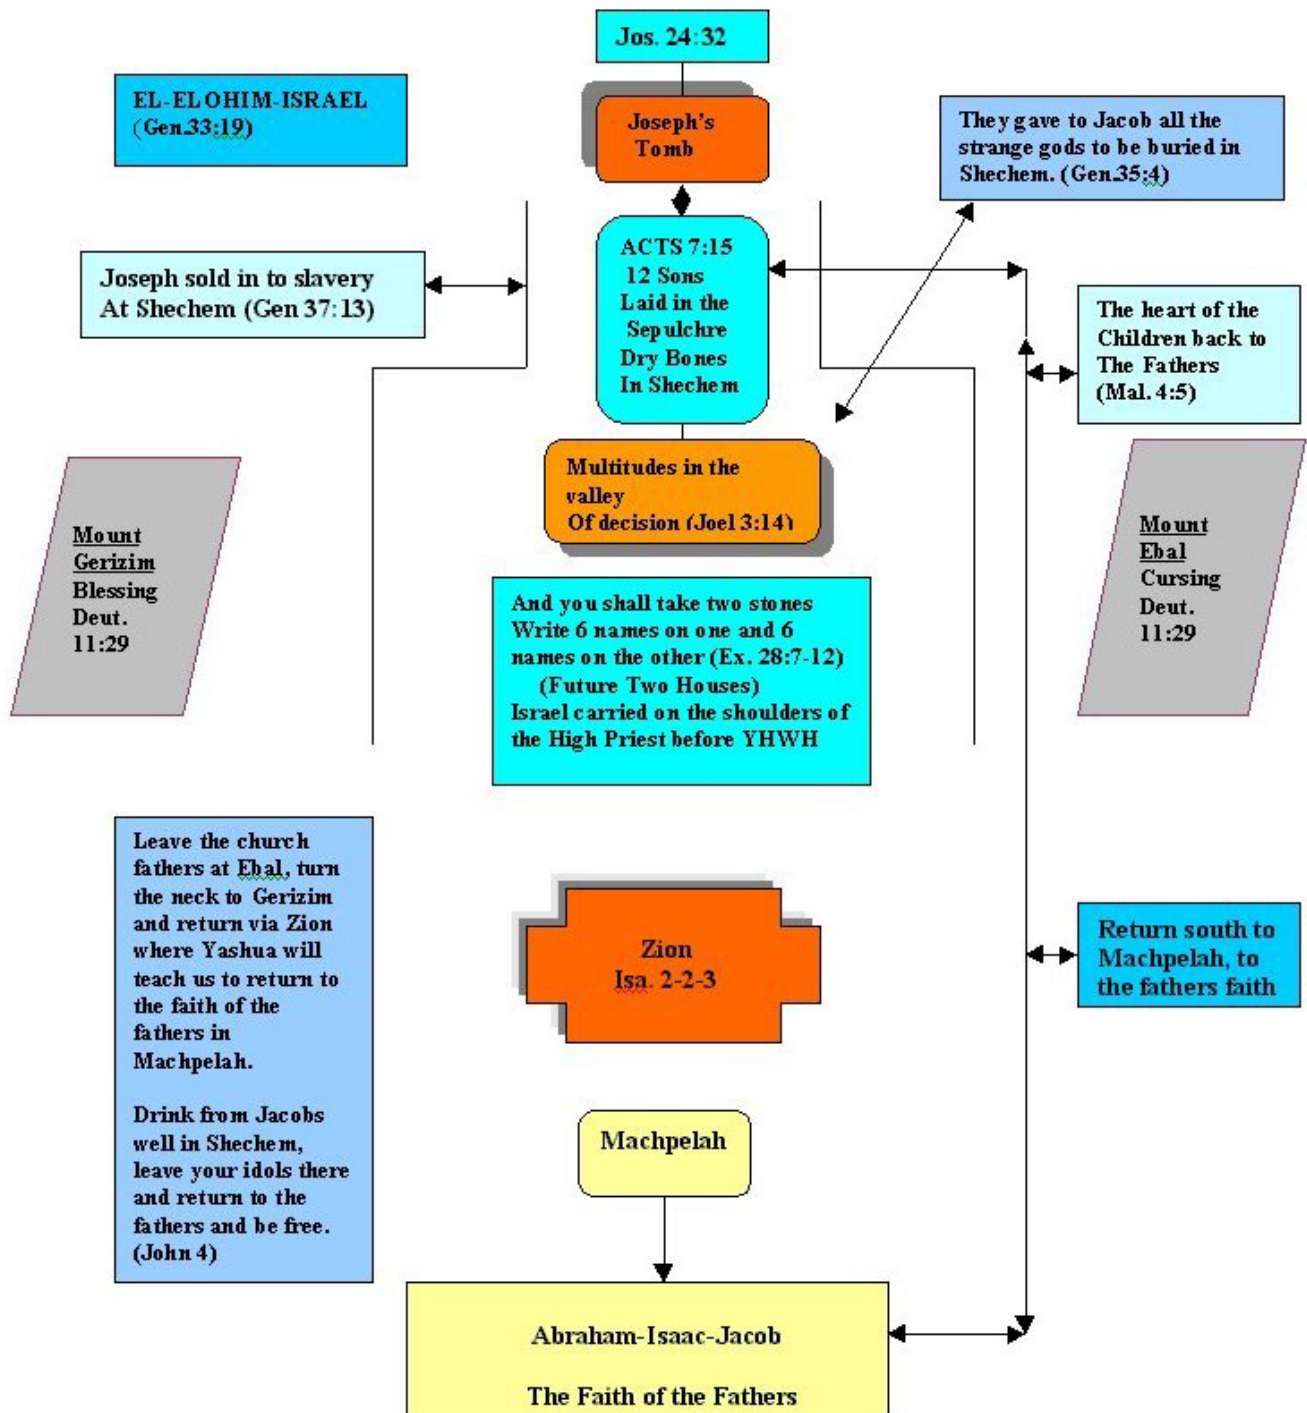 Jos. 24:32
EL-ELOHIM-ISRAEL
(Gen.33:19)
Joseph's
Tomb
They gave to Jacob all the
strange gods to be buried in
Shechem. (Gen.35:4)
Joseph sold in to slavery
At Shechem (Gen 37:13)
ACTS 7:15
12 Sons
Laid in the
Sepulchre
Dry Bones
In Shechem
The heart of the
Children back to
The Fathers
(Mal. 4:5)
Multitudes in the
valley
Of decision (Joel 3:14)
Mount
Gerizim
Blessing
Deut.
11:29
Mount
Ebal
Cursing
Deut.
11:29
And you shall take two stones
Write 6 names on one and 6
names on the other (Ex. 28:7-12)
(Future Two Houses)
Israel carried on the shoulders of
the High Priest before YHWH
Leave the church
fathers at Ebal, turn
the neck to Gerizim
and return via Zion
where Yashua will
teach us to return to
the faith of the
fathers in
Machpelah.
Drink from Jacobs
well in Shechem,
leave your idols there
and return to the
fathers and be free.
(John 4)
Zion
Isa. 2-2-3
Return south to
Machpelah, to
the fathers faith
Machpelah
Abraham-Isaac-Jacob
The Faith of the Fathers